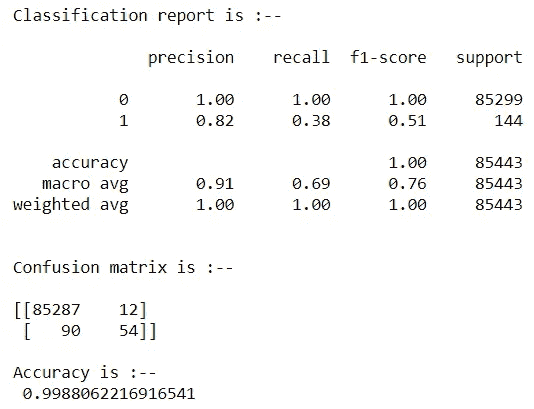 Classification report is :--
precision recall f1-score support
0 1.00 1.00 1.00 85299
1 0.82 0.38 0.51 144
accuracy 1.00 85443
macro avg 0.91 0.69 0.76 85443
weighted avg 1.00 1.00 1.00 85443
Confusion matrix is :--
[[85287 12]
[ 90 54]]
Accuracy is :--
0.9988062216916541